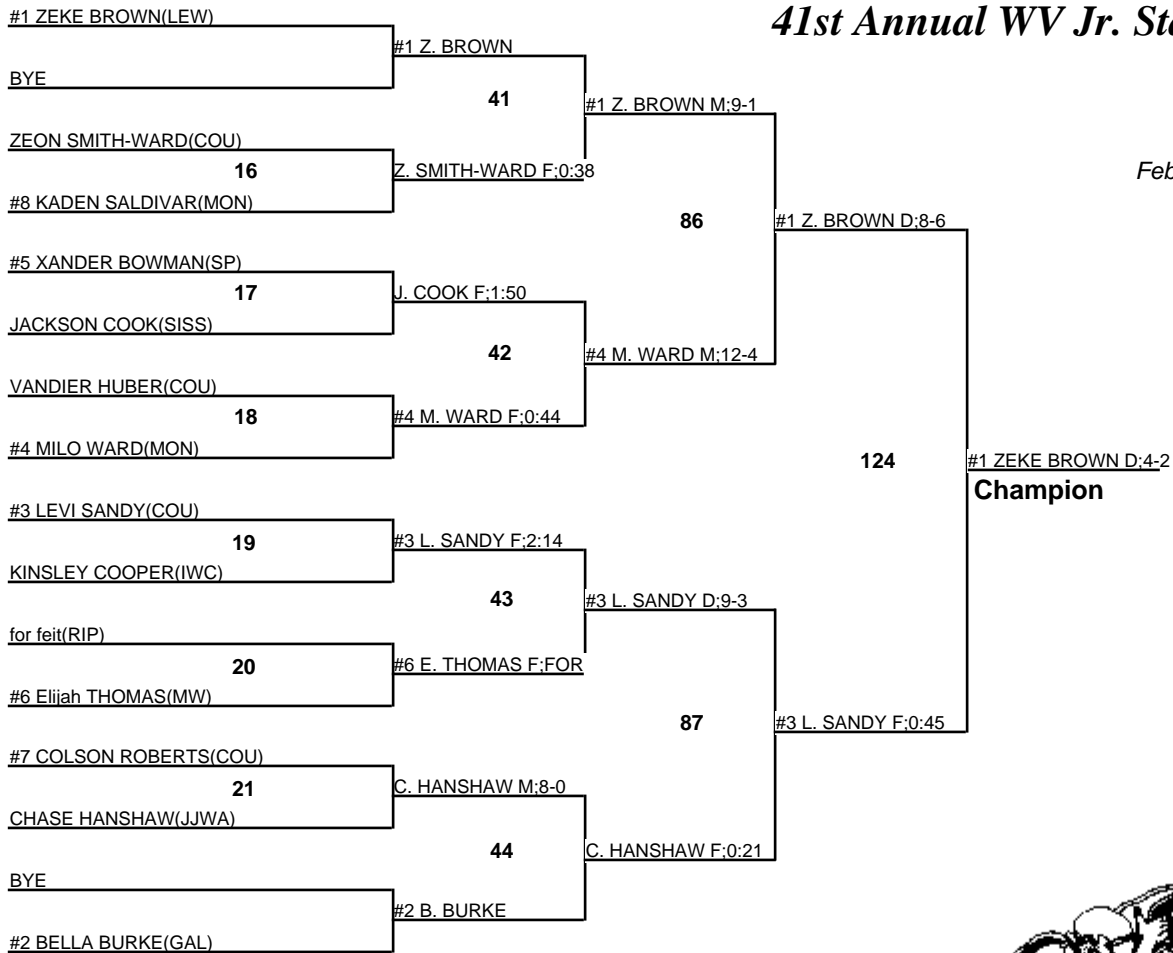 #1 ZEKE BROWN(LEW)
41st Annual WV Jr. Sta
#1 Z. BROWN
BYE
41
#1 Z. BROWN M;9-1
ZEON SMITH-WARD(COU)
16
Z. SMITH-WARD F;0:38
Feb
#8 KADEN SALDIVAR(MON)
86
#1 Z. BROWN D;8-6
#5 XANDER BOWMAN(SP)
17
J. COOK F;1:50
JACKSON COOK(SISS)
42
#4 M. WARD M;12-4
VANDIER HUBER(COU)
18
#4 M. WARD F;0:44
#4 MILO WARD(MON)
124
#1 ZEKE BROWN D;4-2
Champion
#3 LEVI SANDY(COU)
19
#3 L. SANDY F;2:14
KINSLEY COOPER(IWC)
43
#3 L. SANDY D;9-3
for feit(RIP)
20
#6 E. THOMAS F;FOR
#6 Elijah THOMAS(MW)
87
#3 L. SANDY F;0:45
#7 COLSON ROBERTS(COU)
21
C. HANSHAW M;8-0
CHASE HANSHAW(JJWA)
44
C. HANSHAW F;0:21
BYE
#2 B. BURKE
#2 BELLA BURKE(GAL)